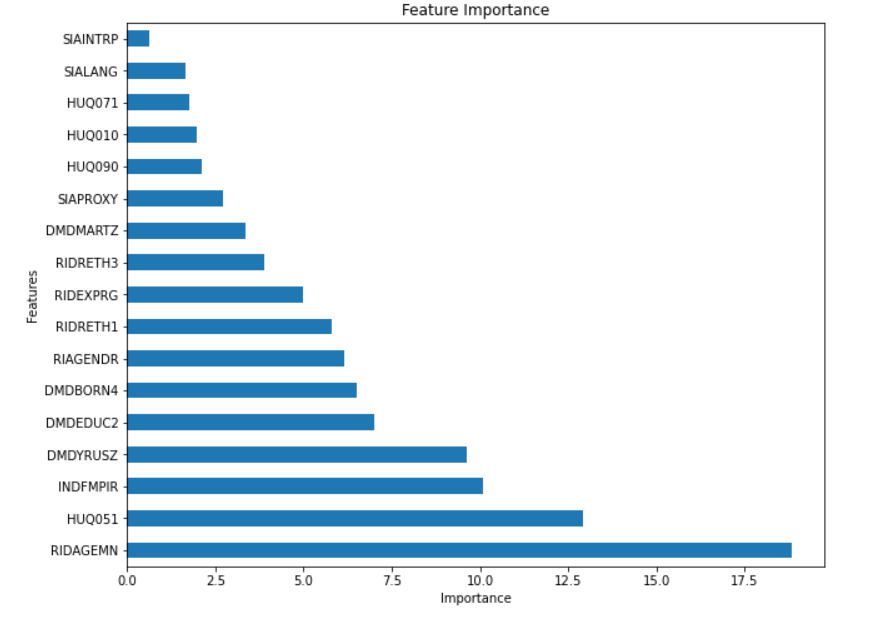 Feature Importance
SIAINTRP
SIALANG
HUQ071
HUQ010
HUQ090
SIAPROXY
DMDMARTZ
RIDRETH3
RIDEXPRG
RIDRETH1
RIAGENDR
DMDBORN4
DMDEDUC2
DMDYRUSZ
INDFMPIR
HUQ051
RIDAGEMN
Features
0.0 2.5 5.0 7.5 10.0 12.5 15.0 17.5
Importance